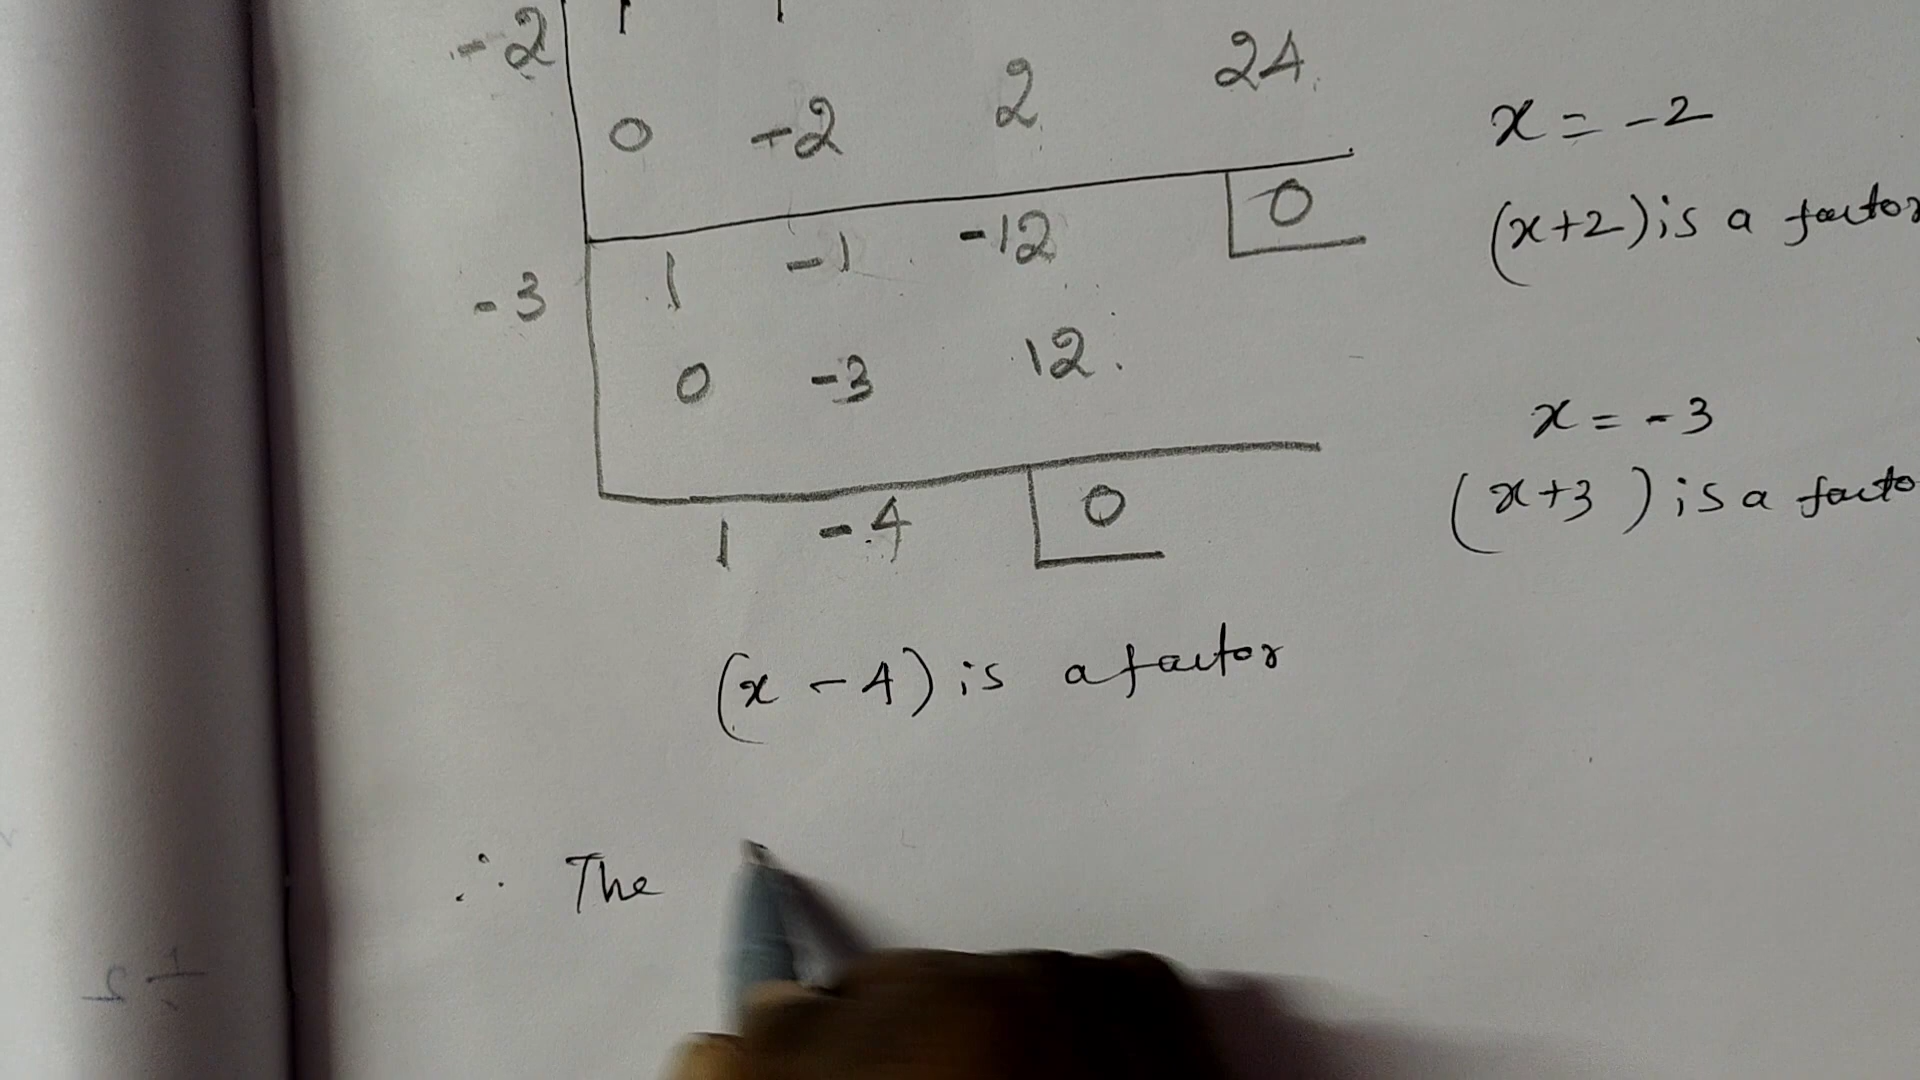 -2
0 -2 2 24
x = -2
1 -1 -12 0
(x+2) is a factor
-3
0 -3 12
x = -3
1 -4 0
(x+3) is a facto
(x - 4) is a factor
∴ The